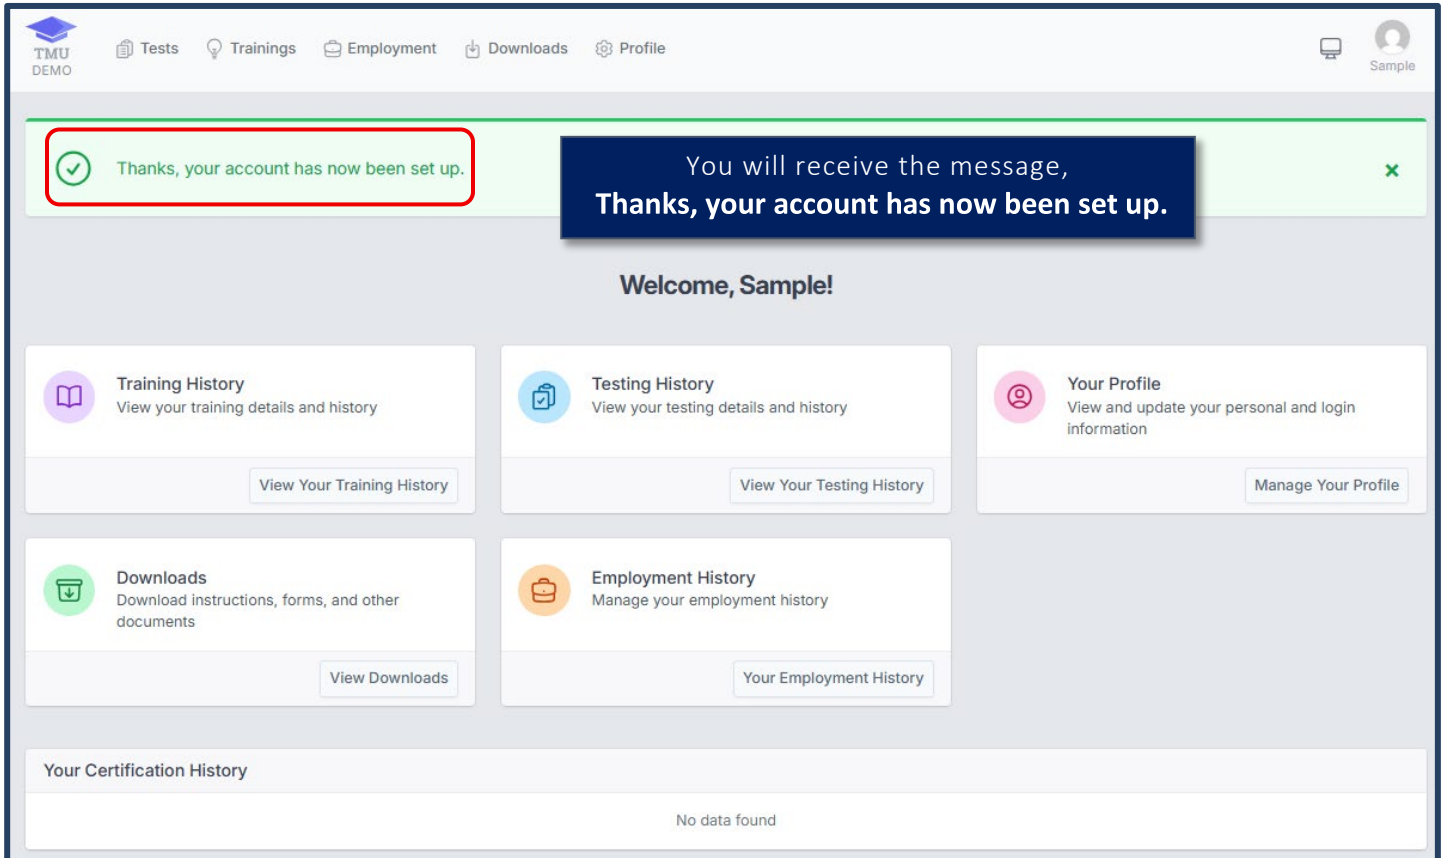 TMU
DEMO
Tests
Trainings
Employment
Downloads
Profile
Sample
Thanks, your account has now been set up.
You will receive the message,
Thanks, your account has now been set up.
Welcome, Sample!
Training History
View your training details and history
View Your Training History
Testing History
View your testing details and history
View Your Testing History
Your Profile
View and update your personal and login
information
Manage Your Profile
Downloads
Download instructions, forms, and other
documents
View Downloads
Employment History
Manage your employment history
Your Employment History
Your Certification History
No data found